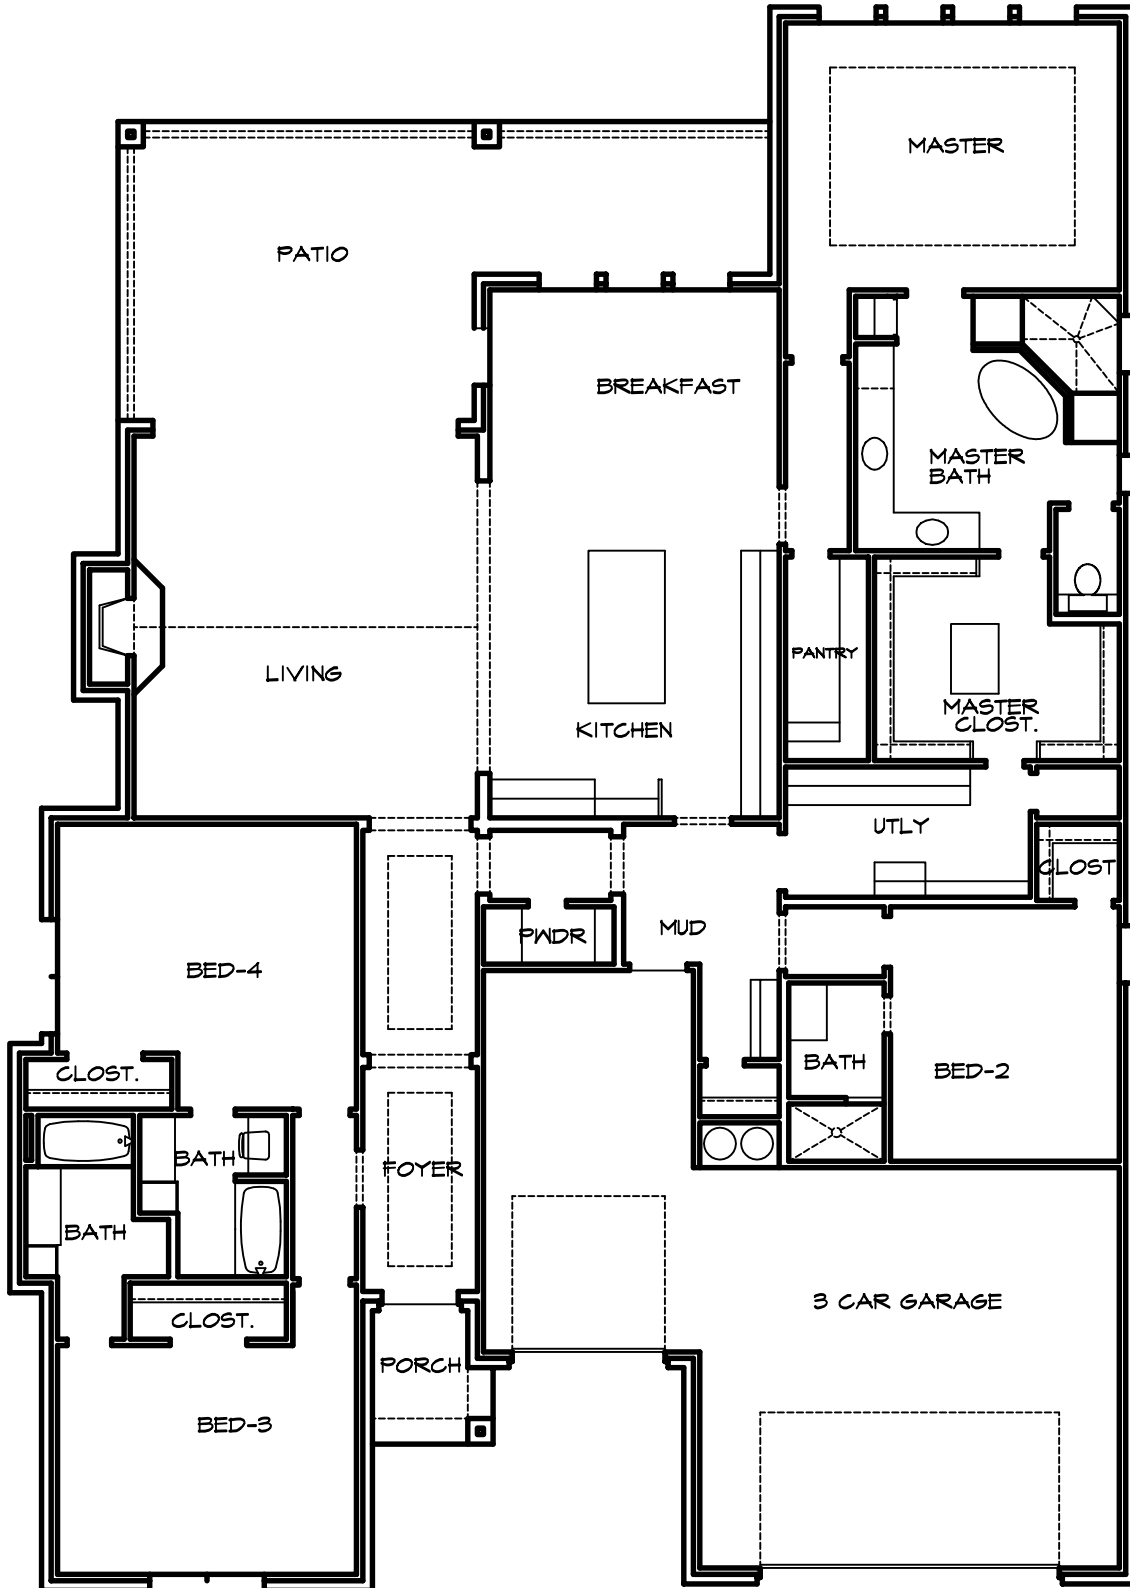 MASTER
PATIO
BREAKFAST
MASTER
BATH
PANTRY
LIVING
MASTER
CLOST.
KITCHEN
UTLY
CLOST
PWDR
MUD
BED-4
BATH
BED-2
CLOST.
BATH
FOYER
BATH
3 CAR GARAGE
CLOST.
PORCH
BED-3